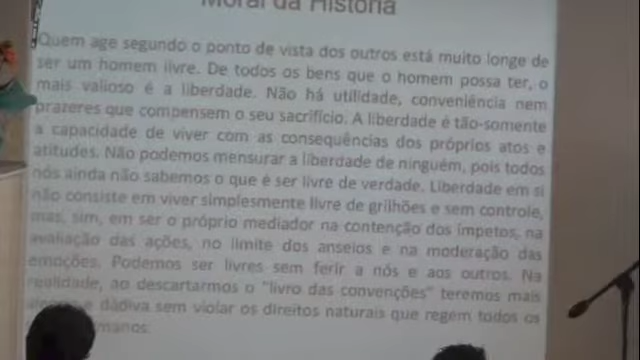 Moral da História
Quem age segundo o ponto de vista dos outros está muito longe de
ser um homem livre. De todos os bens que o homem possa ter, o
mais valioso é a liberdade. Não há utilidade, conveniência nem
prazeres que compensem o seu sacrifício. A liberdade é tão-somente
a capacidade de viver com as consequências dos próprios atos e
atitudes. Não podemos mensurar a liberdade de ninguém, pois todos
nós ainda não sabemos o que é ser livre de verdade. Liberdade em si
não consiste em viver simplesmente livre de grilhões e sem controle,
mas, sim, em ser o próprio mediador na contenção dos ímpetos, na
avaliação das ações, no limite dos anseios e na moderação das
emoções. Podemos ser livres sem ferir a nós e aos outros. Na
realidade, ao descartarmos o "livro das convenções" teremos mais
e dádiva sem violar os direitos naturais que regem todos os